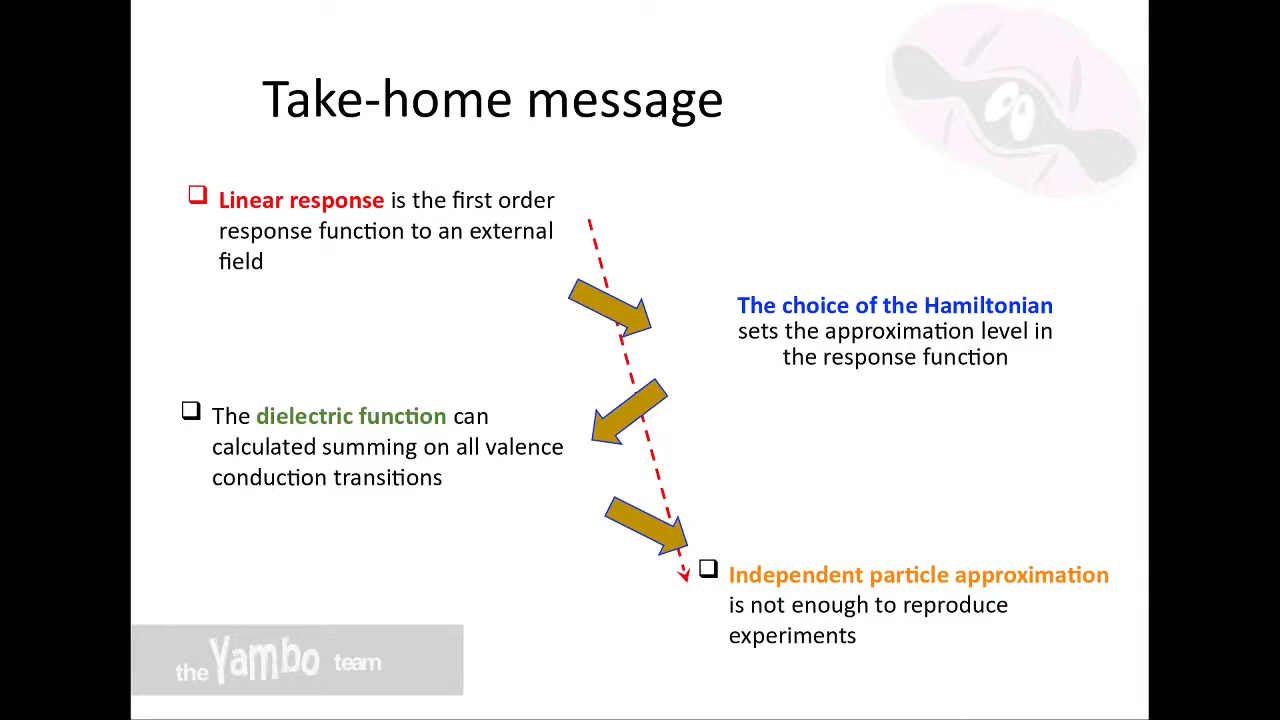 Take-home message
Linear response is the first order
response function to an external
field
The choice of the Hamiltonian
sets the approximation level in
the response function
The dielectric function can
calculated summing on all valence
conduction transitions
Independent particle approximation
is not enough to reproduce
experiments
the Yambo team